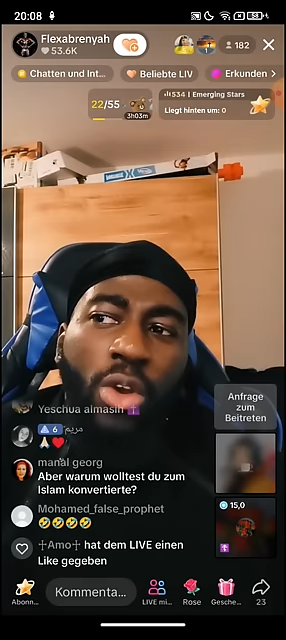 20:08
58
Flexabrenyah
53.6K
182
Chatten und Int...
Beliebte LIV
Erkunden
22/55
3h03m
534 | Emerging Stars
Liegt hinten um: 0
X
Anfrage
zum
Beitreten
Yeschua almasih
6 مريم
manal georg
Aber warum wolltest du zum
Islam konvertierte?
Mohamed_false_prophet
15,0
Amo hat dem LIVE einen
Like gegeben
Abonn...
Kommenta...
LIVE mi...
Rose
Gesche...
23